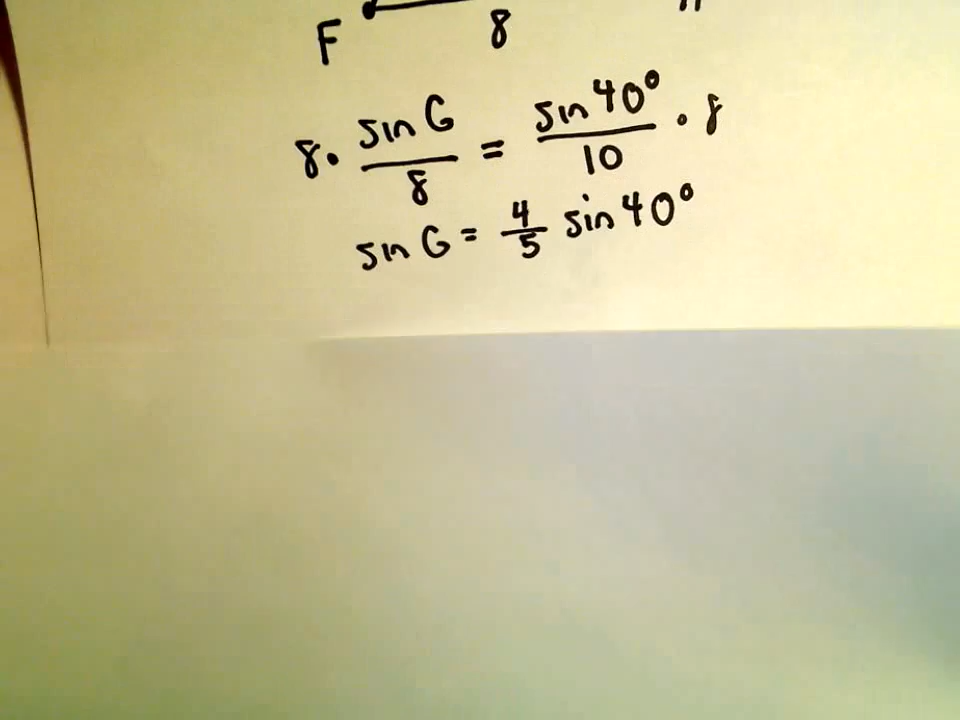 F 8
8 · sin G / 8 = sin 40° / 10 · 8
sin G = 4/5 sin 40°